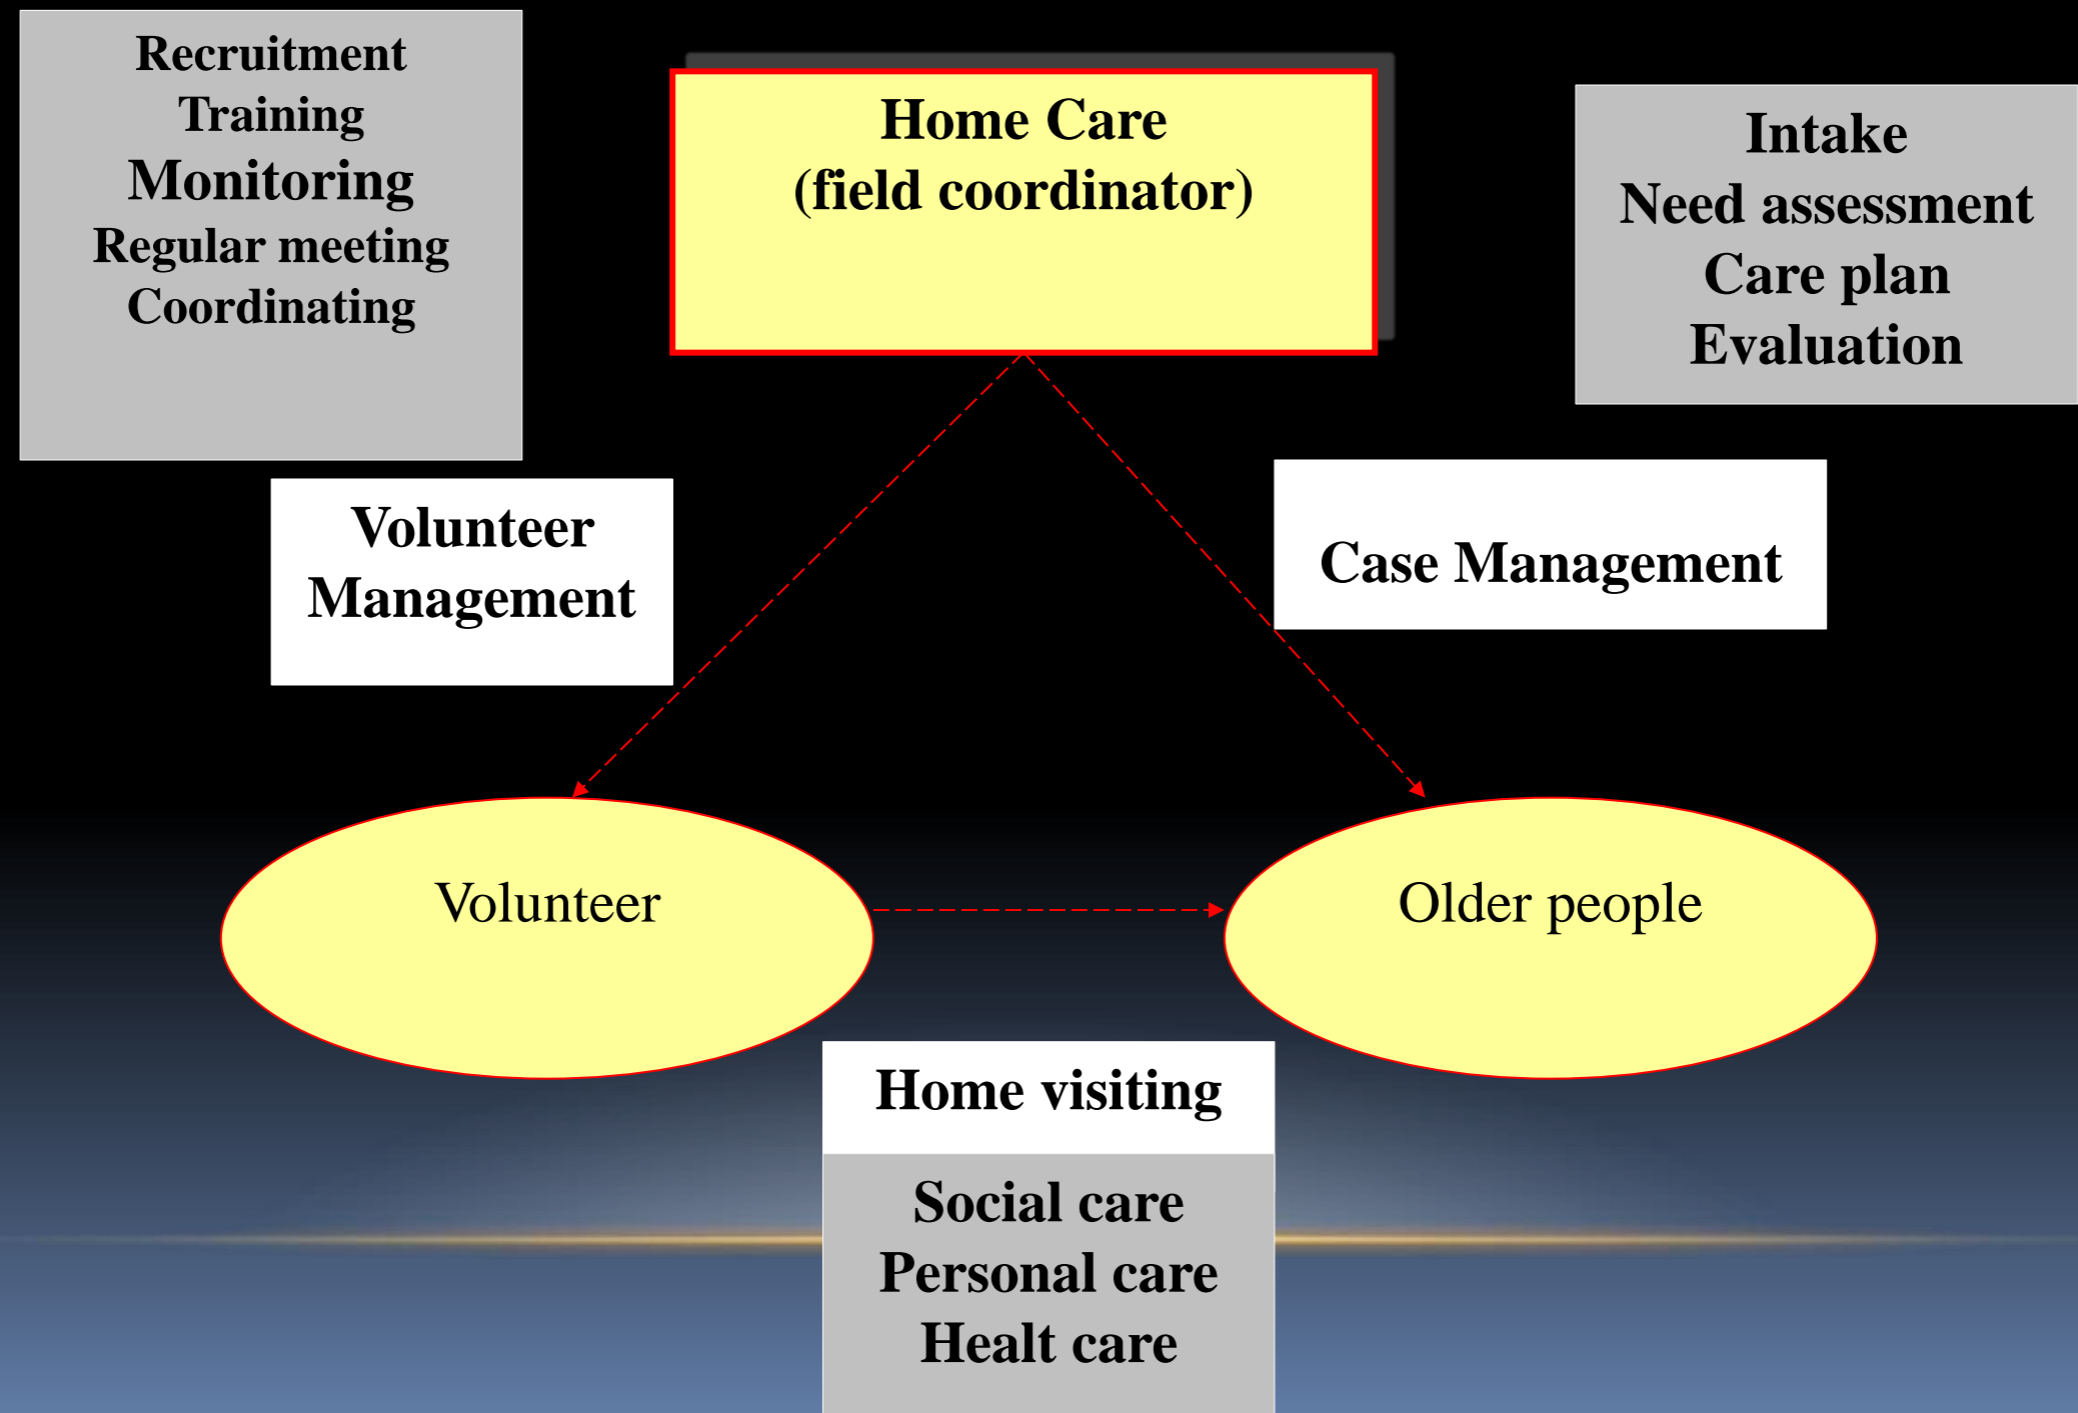 Recruitment
Training
Monitoring
Regular meeting
Coordinating
Home Care
(field coordinator)
Intake
Need assessment
Care plan
Evaluation
Volunteer
Management
Case Management
Volunteer
Older people
Home visiting
Social care
Personal care
Healt care